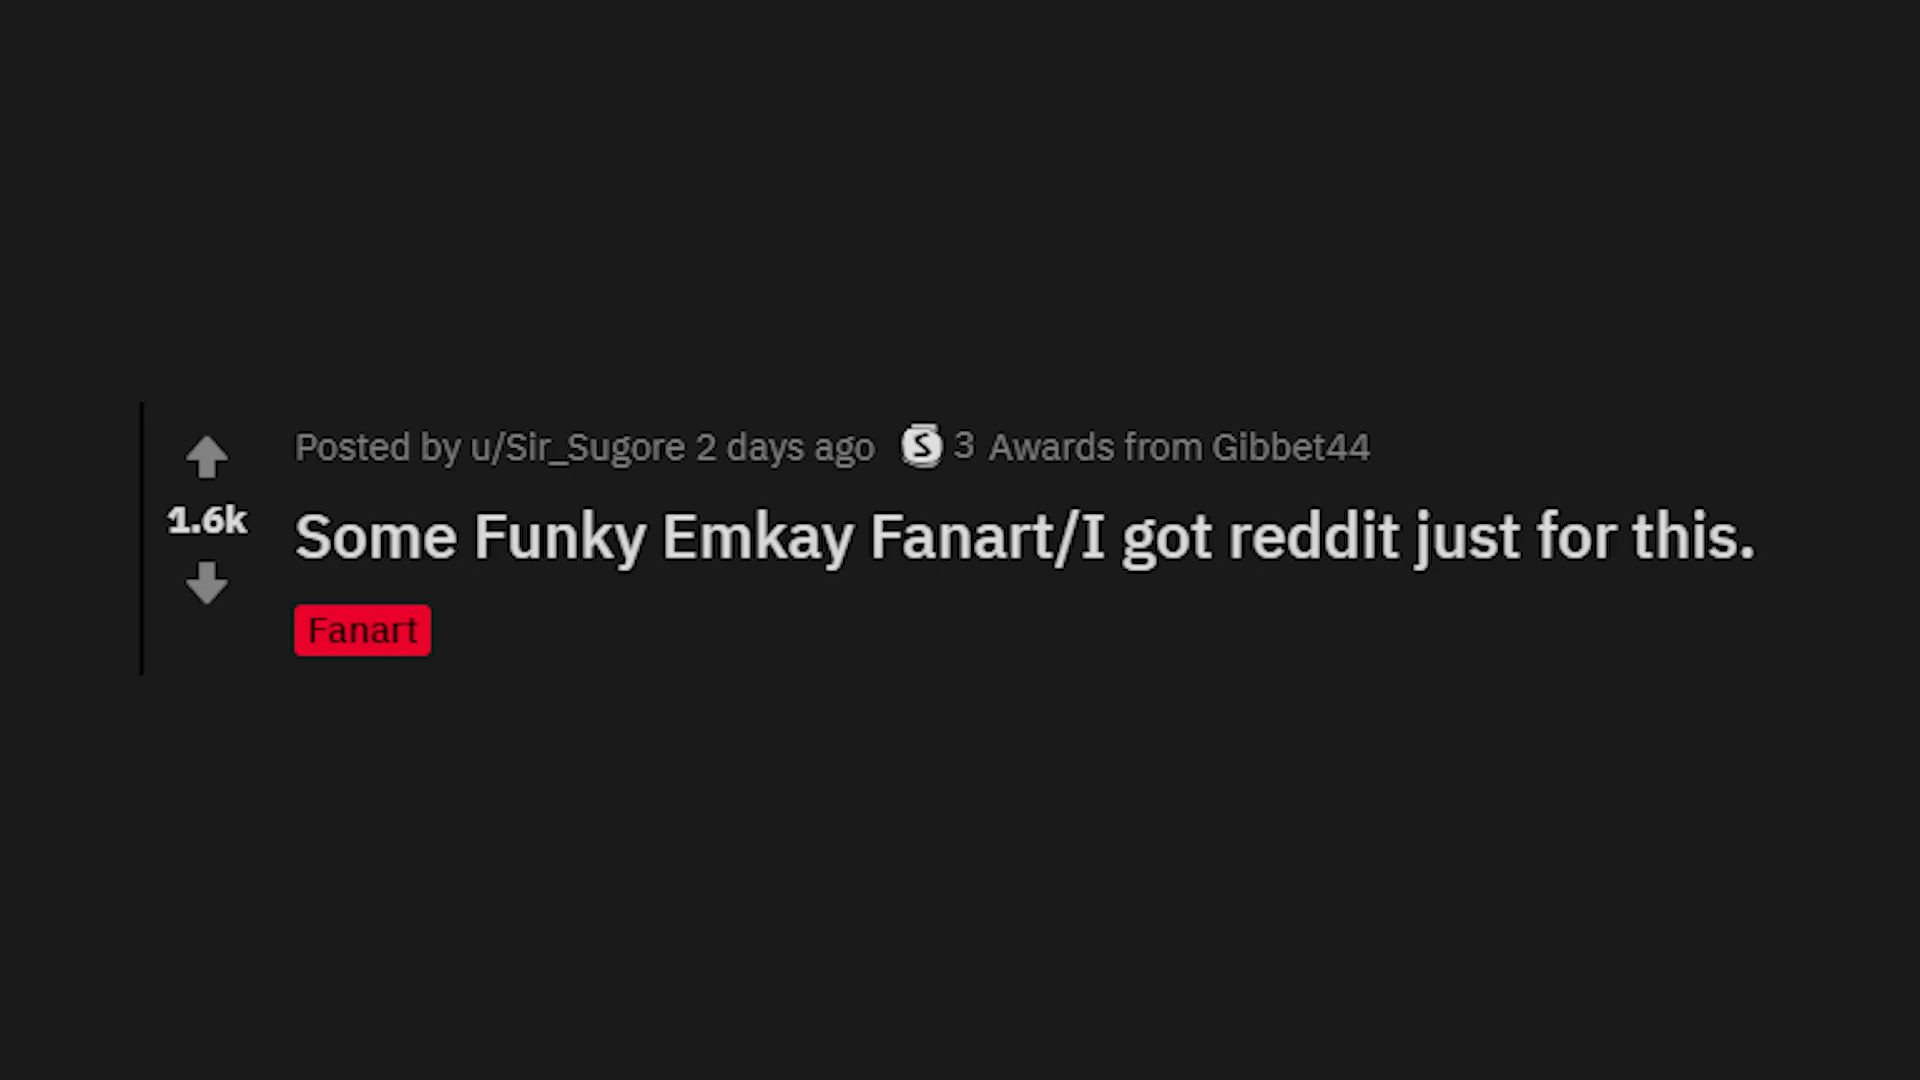 Posted by u/Sir_Sugore 2 days ago S 3 Awards from Gibbet44
1.6k
Some Funky Emkay Fanart/I got reddit just for this.
Fanart